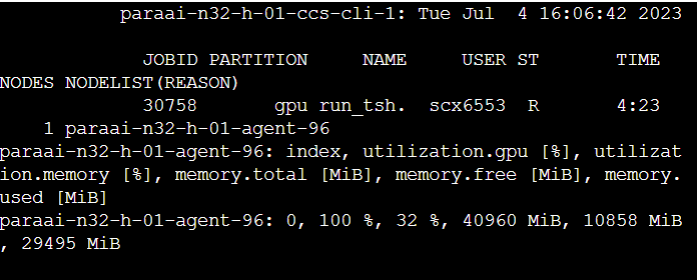 paraai-n32-h-01-ccs-cli-1: Tue Jul  4 16:06:42 2023
JOBID PARTITION     NAME     USER ST       TIME
NODES NODELIST(REASON)
30758       gpu run_tsh.  scx6553  R       4:23
1 paraai-n32-h-01-agent-96
paraai-n32-h-01-agent-96: index, utilization.gpu [%], utilizat
ion.memory [%], memory.total [MiB], memory.free [MiB], memory.
used [MiB]
paraai-n32-h-01-agent-96: 0, 100 %, 32 %, 40960 MiB, 10858 MiB
, 29495 MiB